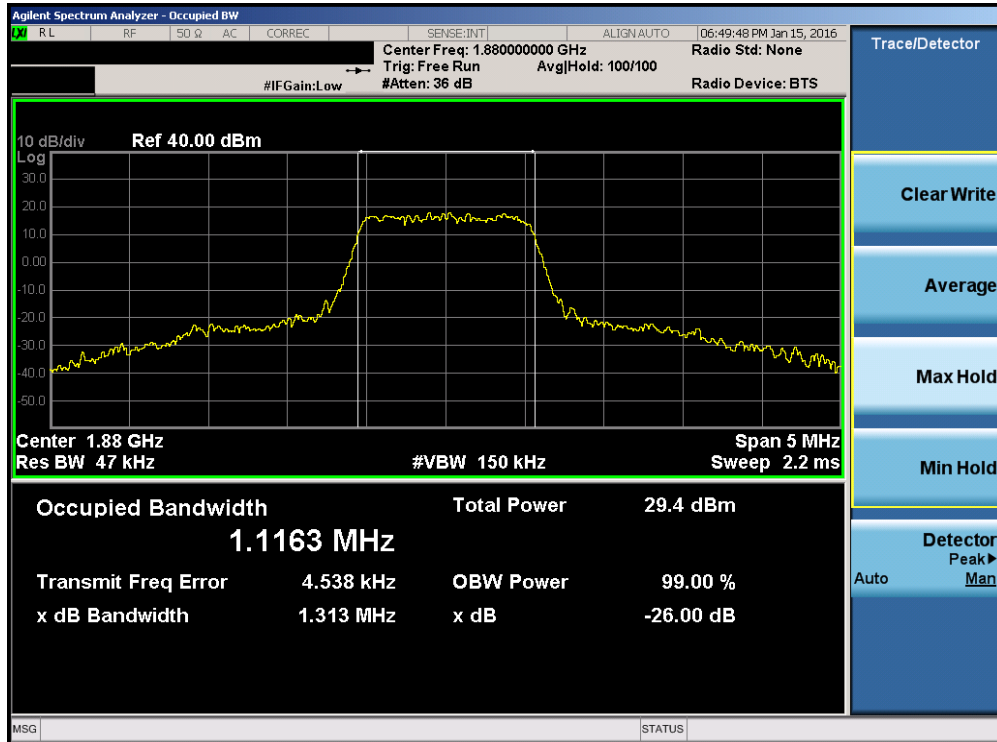 Agilent Spectrum Analyzer - Occupied BW
LXI RL RF 50 Ω AC CORREC SENSE:INT ALIGN AUTO 06:49:48 PM Jan 15, 2016
Center Freq: 1.880000000 GHz Radio Std: None
Trig: Free Run Avg|Hold: 100/100
#IFGain:Low #Atten: 36 dB Radio Device: BTS
Trace/Detector
10 dB/div Ref 40.00 dBm
Log
30.0
20.0
10.0
0.00
-10.0
-20.0
-30.0
-40.0
-50.0
Center 1.88 GHz Span 5 MHz
Res BW 47 kHz #VBW 150 kHz Sweep 2.2 ms
Occupied Bandwidth Total Power 29.4 dBm
1.1163 MHz
Transmit Freq Error 4.538 kHz OBW Power 99.00 %
x dB Bandwidth 1.313 MHz x dB -26.00 dB
Clear Write
Average
Max Hold
Min Hold
Detector
Peak▶
Auto Man
MSG STATUS